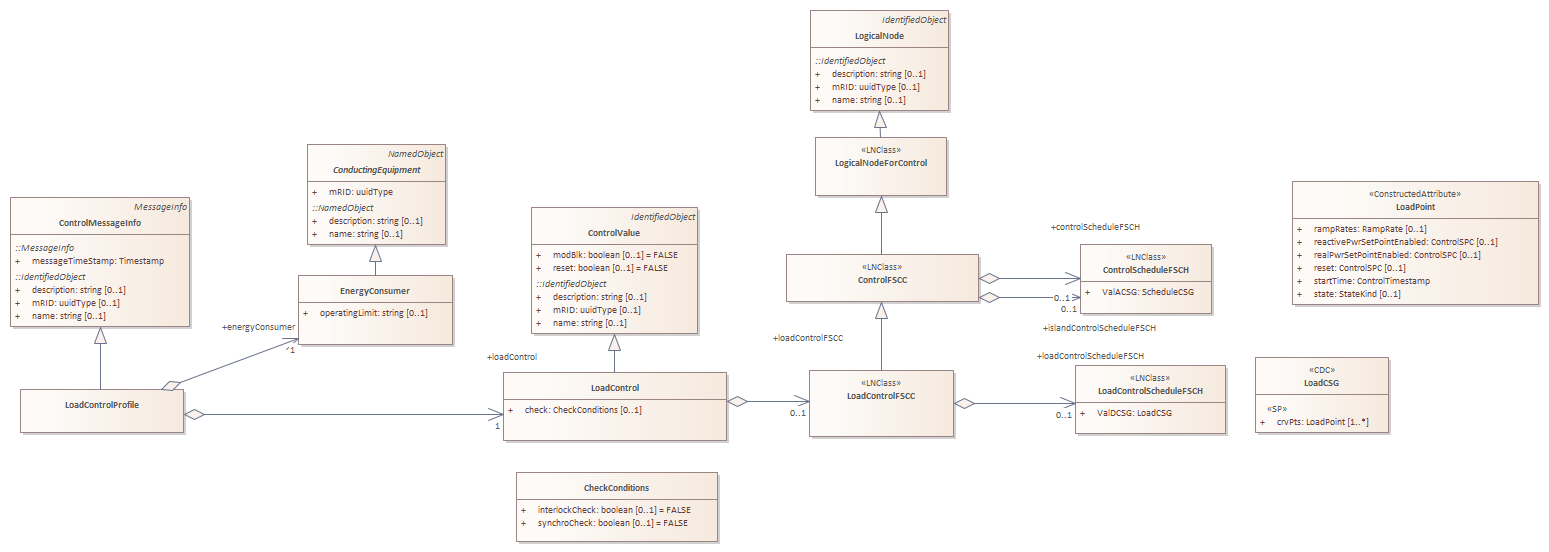 IdentifiedObject
LogicalNode
::IdentifiedObject
+ description: string [0..1]
+ mRID: uuidType [0..1]
+ name: string [0..1]
«LNClass»
LogicalNodeForControl
NamedObject
ConductingEquipment
+ mRID: uuidType
::NamedObject
+ description: string [0..1]
+ name: string [0..1]
MessageInfo
ControlMessageInfo
::MessageInfo
+ messageTimeStamp: Timestamp
::IdentifiedObject
+ description: string [0..1]
+ mRID: uuidType [0..1]
+ name: string [0..1]
IdentifiedObject
ControlValue
+ modBlk: boolean [0..1] = FALSE
+ reset: boolean [0..1] = FALSE
::IdentifiedObject
+ description: string [0..1]
+ mRID: uuidType [0..1]
+ name: string [0..1]
«ConstructedAttribute»
LoadPoint
+ rampRates: RampRate [0..1]
+ reactivePwrSetPointEnabled: ControlSPC [0..1]
+ realPwrSetPointEnabled: ControlSPC [0..1]
+ reset: ControlSPC [0..1]
+ startTime: ControlTimestamp
+ state: StateKind [0..1]
EnergyConsumer
+ operatingLimit: string [0..1]
+energyConsumer
1
«LNClass»
ControlFSCC
+controlScheduleFSCH
0..1
0..1
+islandControlScheduleFSCH
«LNClass»
ControlScheduleFSCH
+ ValACSG: ScheduleCSG
LoadControlProfile
+loadControl
1
LoadControl
+ check: CheckConditions [0..1]
+loadControlFSCC
0..1
«LNClass»
LoadControlFSCC
+loadControlScheduleFSCH
0..1
«LNClass»
LoadControlScheduleFSCH
+ ValDCSG: LoadCSG
«CDC»
LoadCSG
«SP»
+ crvPts: LoadPoint [1..*]
CheckConditions
+ interlockCheck: boolean [0..1] = FALSE
+ synchroCheck: boolean [0..1] = FALSE